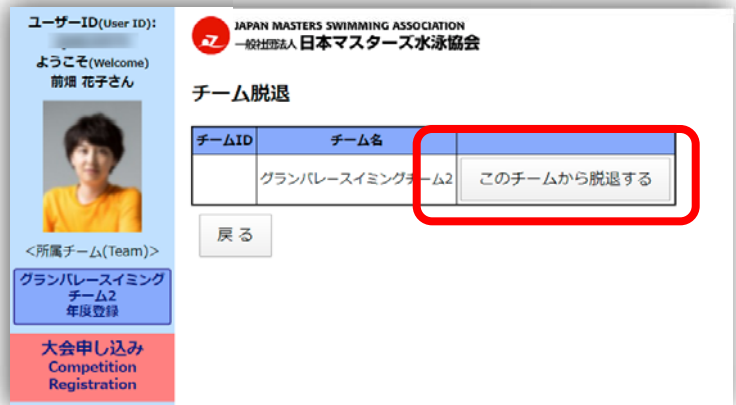 ユーザーID(User ID):
ようこそ(Welcome)
前畑 花子さん
<所属チーム(Team)>
グランパレースイミング
チーム2
年度登録
大会申し込み
Competition
Registration
JAPAN MASTERS SWIMMING ASSOCIATION
一般社団法人 日本マスターズ水泳協会
チーム脱退
チームID チーム名
グランパレースイミングチーム2 このチームから脱退する
戻る